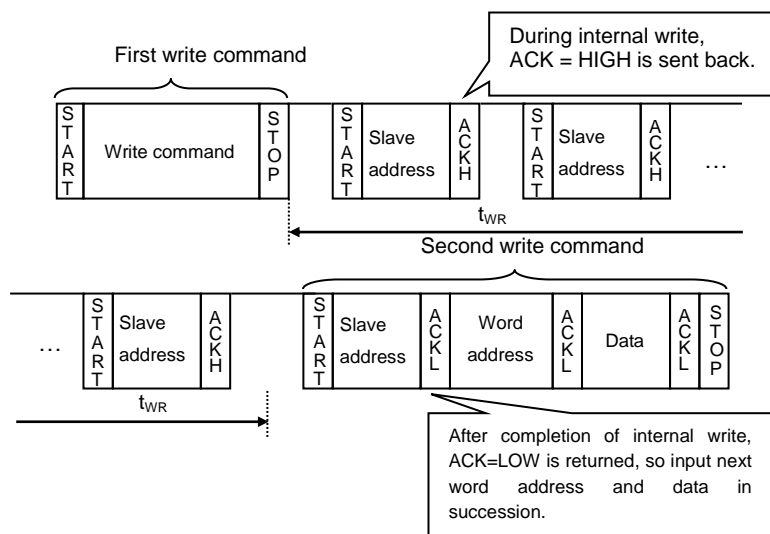 First write command
During internal write,
ACK = HIGH is sent back.
START
Write command
STOP
START
Slave
address
ACKH
START
Slave
address
ACKH
…
tWR
Second write command
…
START
Slave
address
ACKH
START
Slave
address
ACKL
Word
address
ACKL
Data
ACKL
STOP
tWR
After completion of internal write,
ACK=LOW is returned, so input next
word address and data in
succession.